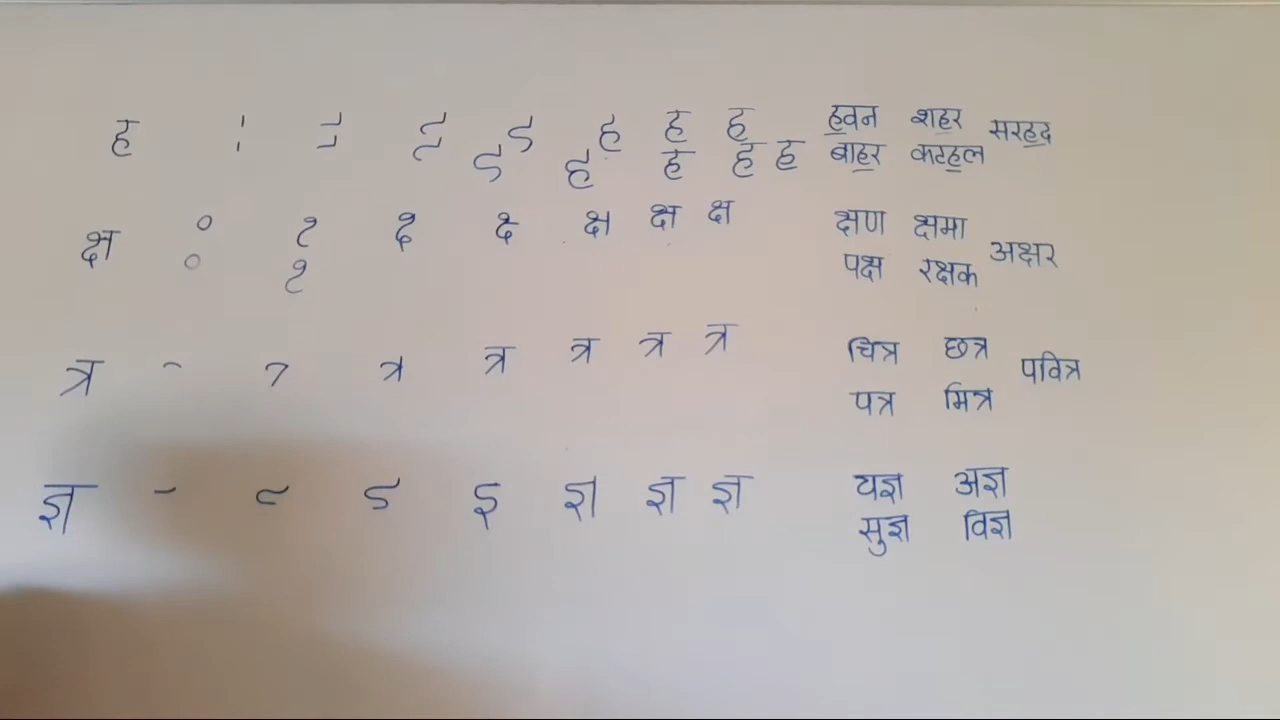 ह ह ह ह हवन शहर सरहद
ह ह ह ह बाहर कटहल
क्ष क्ष क्ष क्ष क्षण क्षमा अक्षर
पक्ष रक्षक
त्र त्र त्र त्र त्र त्र चित्र छत्र पवित्र
पत्र मित्र
ज्ञ ज्ञ ज्ञ ज्ञ यज्ञ अज्ञ
सुज्ञ विज्ञ